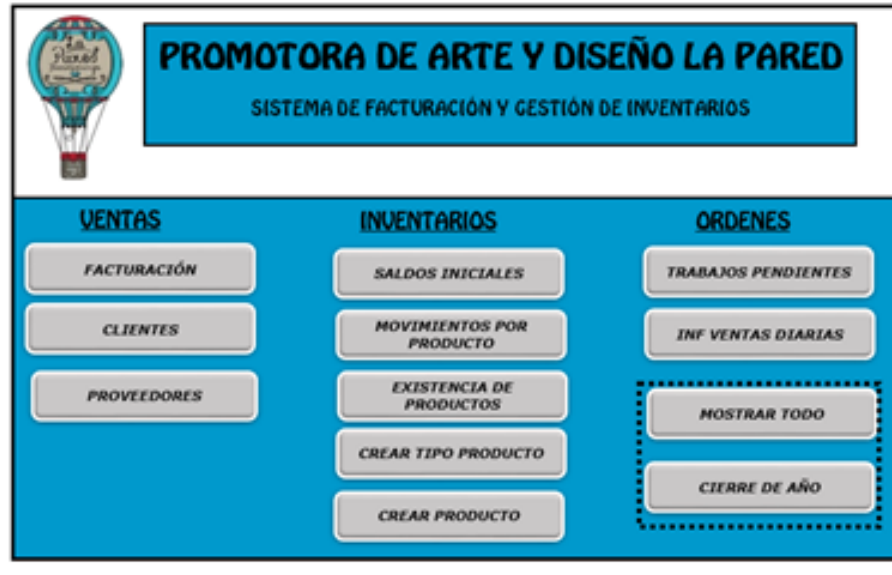 La
Pared
PROMOTORA DE ARTE Y DISEÑO LA PARED
SISTEMA DE FACTURACIÓN Y GESTIÓN DE INVENTARIOS
VENTAS
FACTURACIÓN
CLIENTES
PROVEEDORES
INVENTARIOS
SALDOS INICIALES
MOVIMIENTOS POR
PRODUCTO
EXISTENCIA DE
PRODUCTOS
CREAR TIPO PRODUCTO
CREAR PRODUCTO
ORDENES
TRABAJOS PENDIENTES
INF VENTAS DIARIAS
MOSTRAR TODO
CIERRE DE AÑO